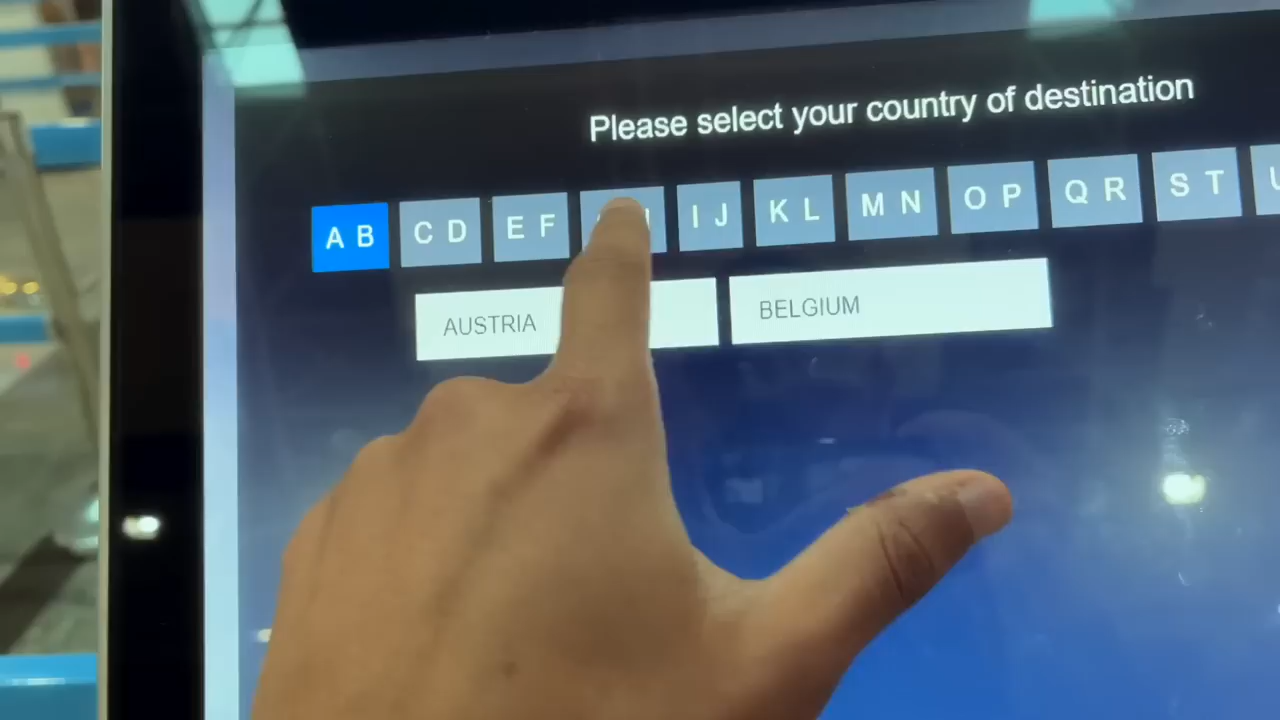 Please select your country of destination
A B C D E F I J K L M N O P Q R S T
AUSTRIA BELGIUM